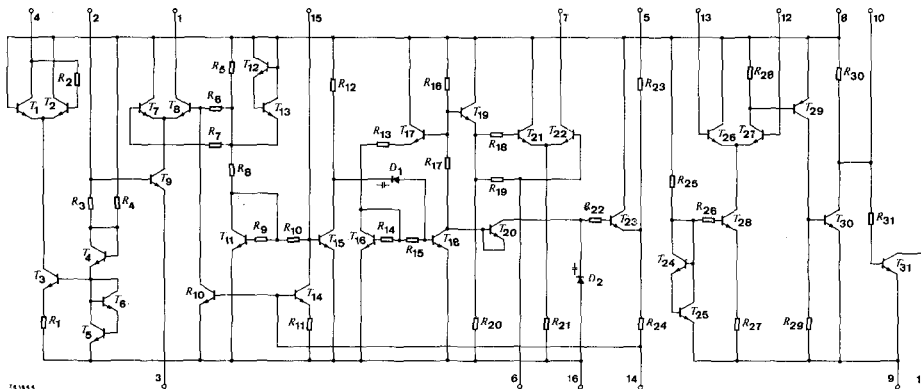 4 2 1 15 7 5 13 12 8 10
R2 R5 T12 R12 R16 R23 R28 R30
T1 T2 T7 T8 R6 T13 T19 T29
R7 R13 T17 R18 T21 T22 T26 T27
R8 D1 R17 R19 R25
T9
R3 R4 R22 T23 R26 T28 T30 R31
T11 R9 R10 T15 T16 R14 R15 T18 T20
T4 T24 T31
T3 T6 R10 T14 D2 T25
R1 T5 R11 R20 R21 R24 R27 R29
3 6 16 14 9